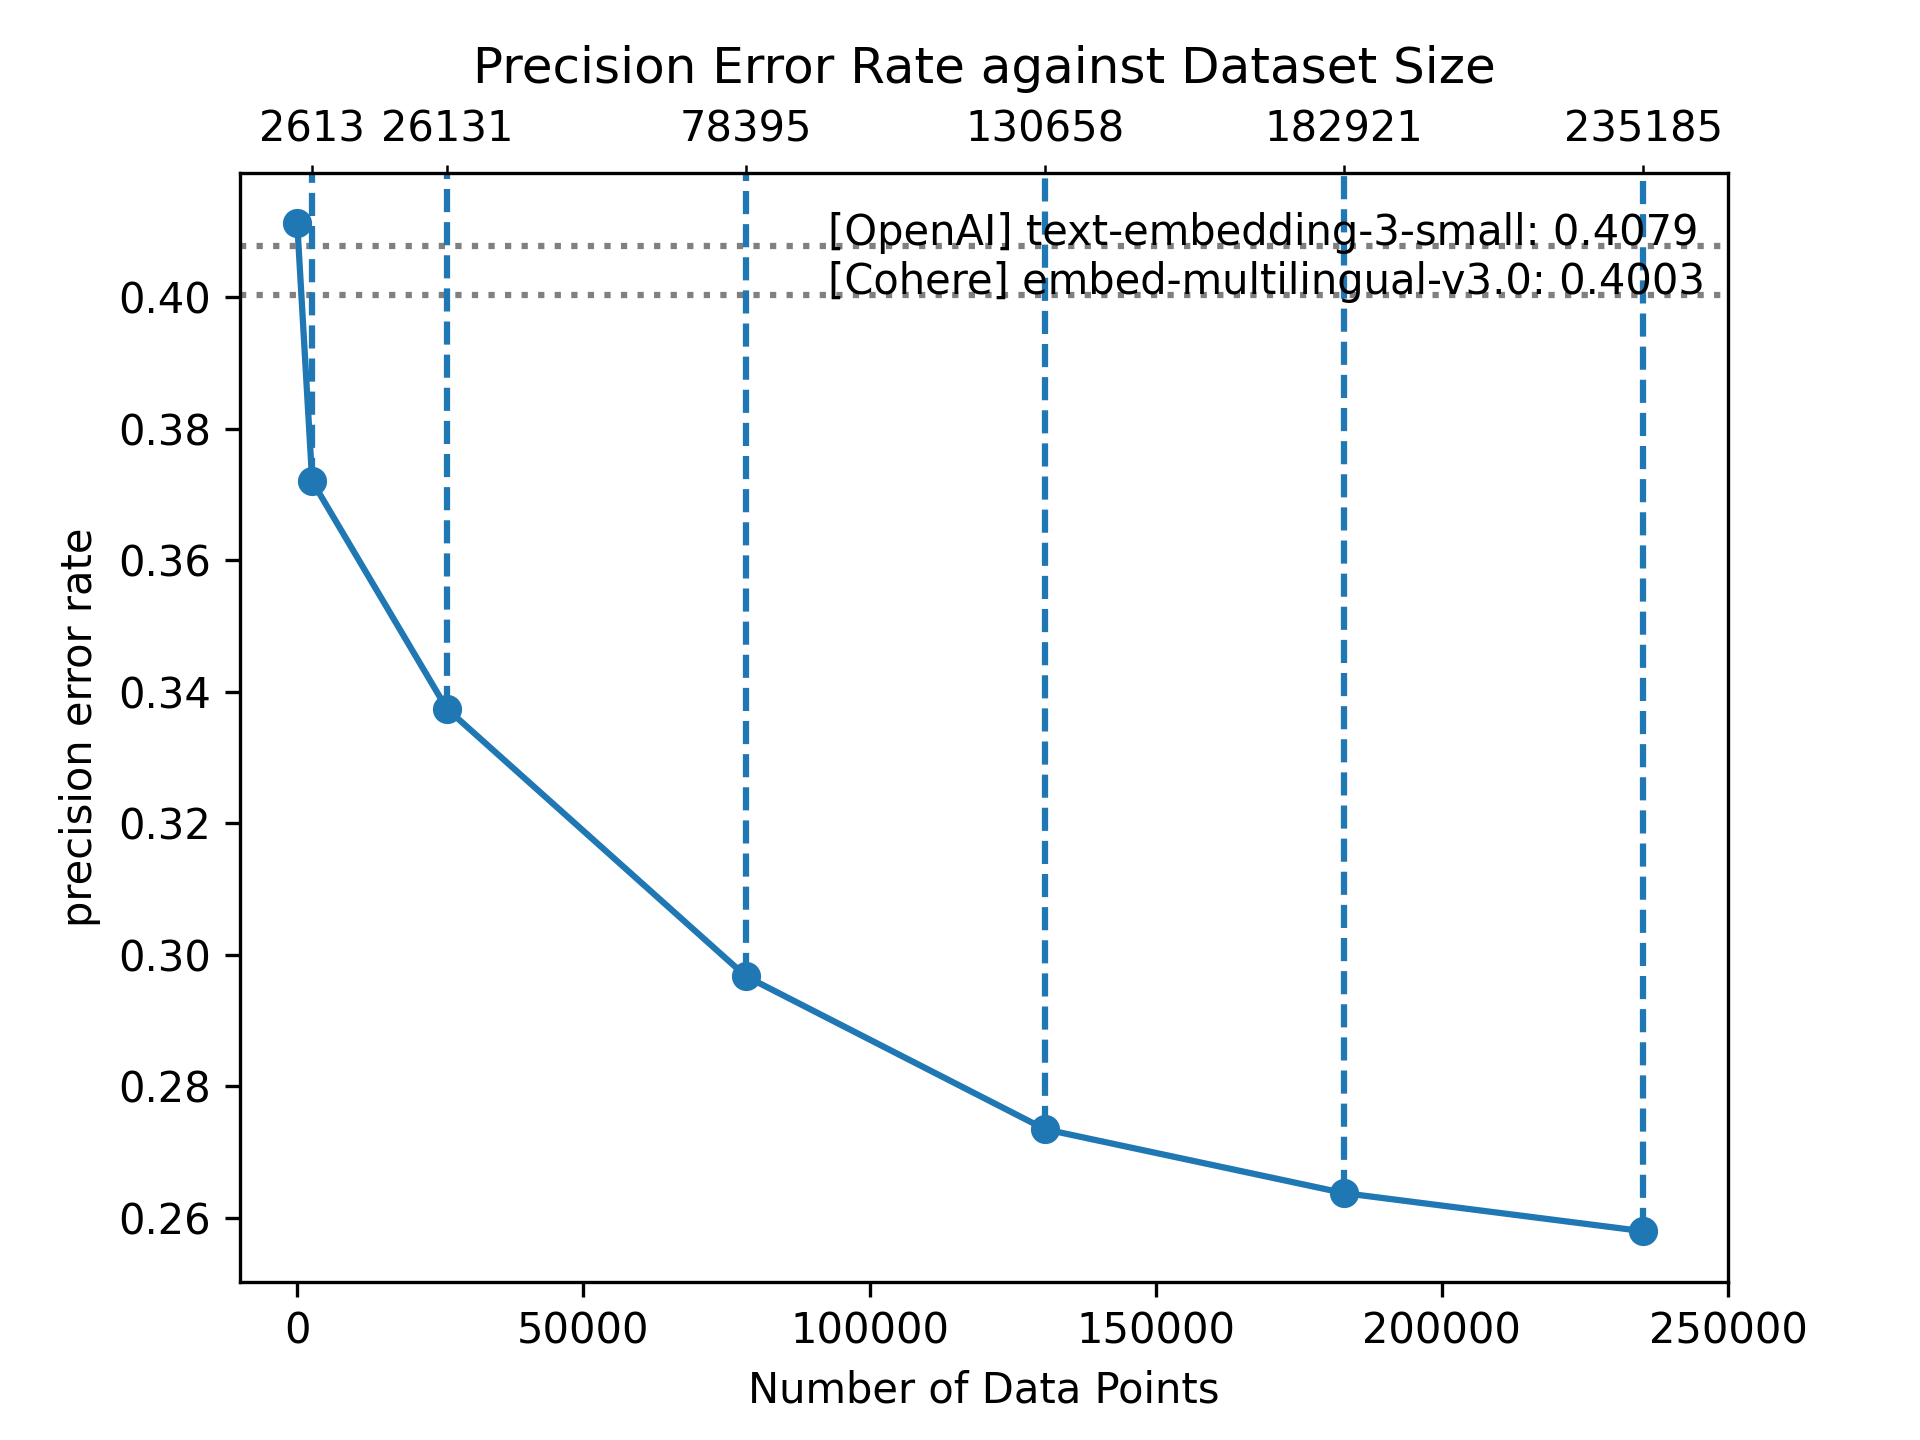 Precision Error Rate against Dataset Size
2613 26131 78395 130658 182921 235185
[OpenAI] text-embedding-3-small: 0.4079
[Cohere] embed-multilingual-v3.0: 0.4003
0.40
0.38
0.36
0.34
0.32
0.30
0.28
0.26
precision error rate
0 50000 100000 150000 200000 250000
Number of Data Points